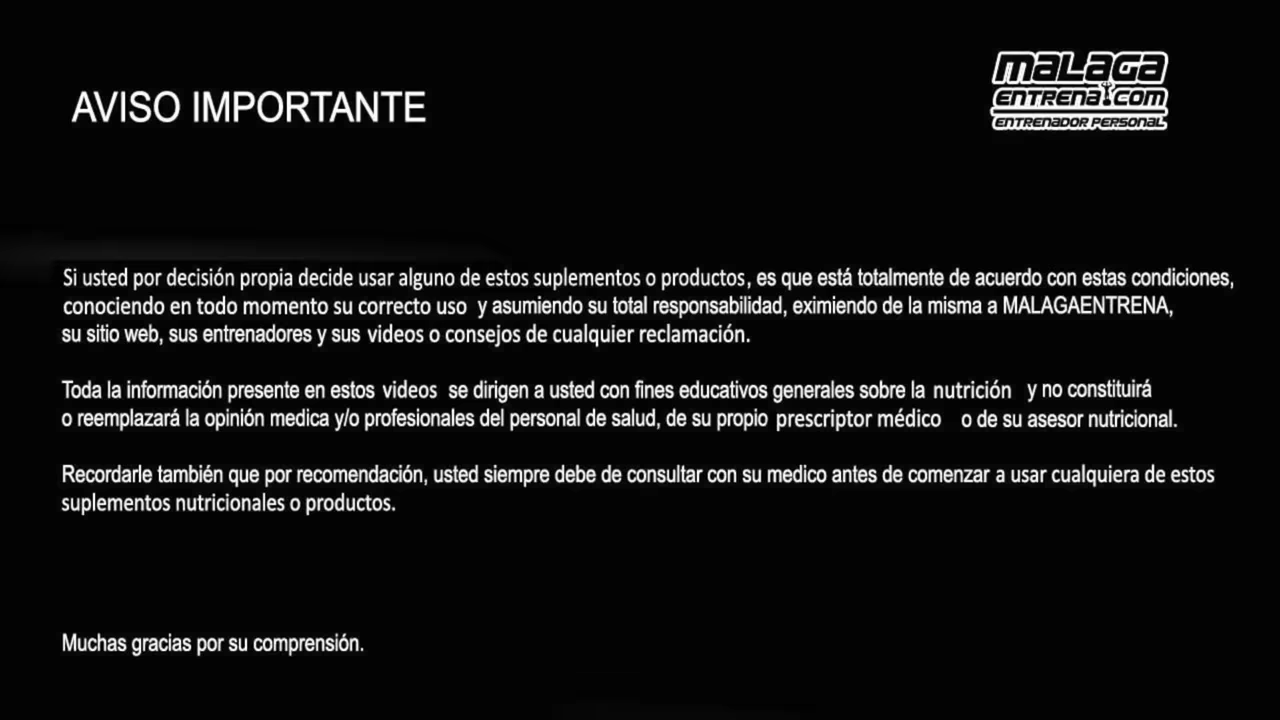 AVISO IMPORTANTE
MALAGA
ENTRENA.COM
ENTRENADOR PERSONAL
Si usted por decisión propia decide usar alguno de estos suplementos o productos, es que está totalmente de acuerdo con estas condiciones,
conociendo en todo momento su correcto uso y asumiendo su total responsabilidad, eximiendo de la misma a MALAGAENTRENA,
su sitio web, sus entrenadores y sus videos o consejos de cualquier reclamación.
Toda la información presente en estos videos se dirigen a usted con fines educativos generales sobre la nutrición y no constituirá
o reemplazará la opinión medica y/o profesionales del personal de salud, de su propio prescriptor médico o de su asesor nutricional.
Recordarle también que por recomendación, usted siempre debe de consultar con su medico antes de comenzar a usar cualquiera de estos
suplementos nutricionales o productos.
Muchas gracias por su comprensión.